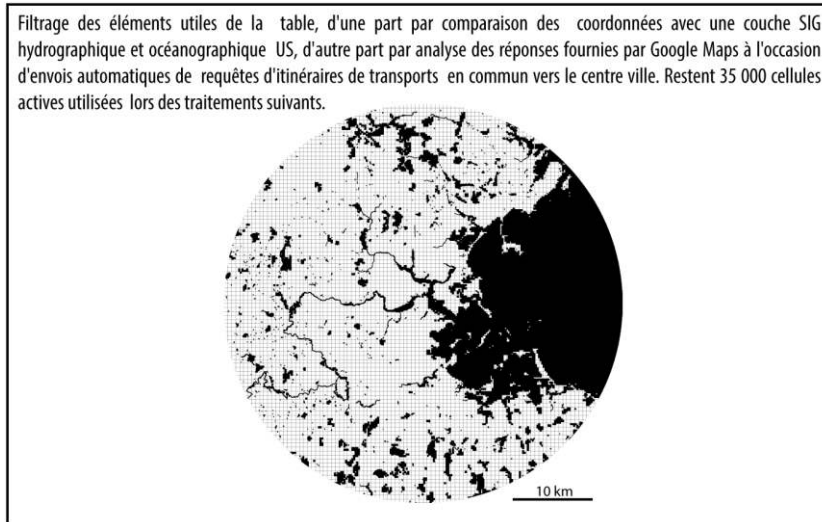 Filtrage des éléments utiles de la table, d'une part par comparaison des coordonnées avec une couche SIG
hydrographique et océanographique US, d'autre part par analyse des réponses fournies par Google Maps à l'occasion
d'envois automatiques de requêtes d'itinéraires de transports en commun vers le centre ville. Restent 35 000 cellules
actives utilisées lors des traitements suivants.
10 km